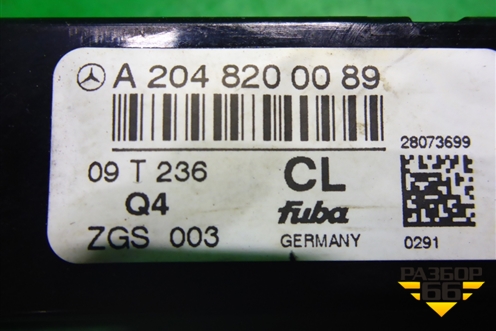 A 204 820 00 89
28073699
09 T 236
CL
Q4
fuba
ZGS 003
GERMANY
0291
РАЗБОР
66